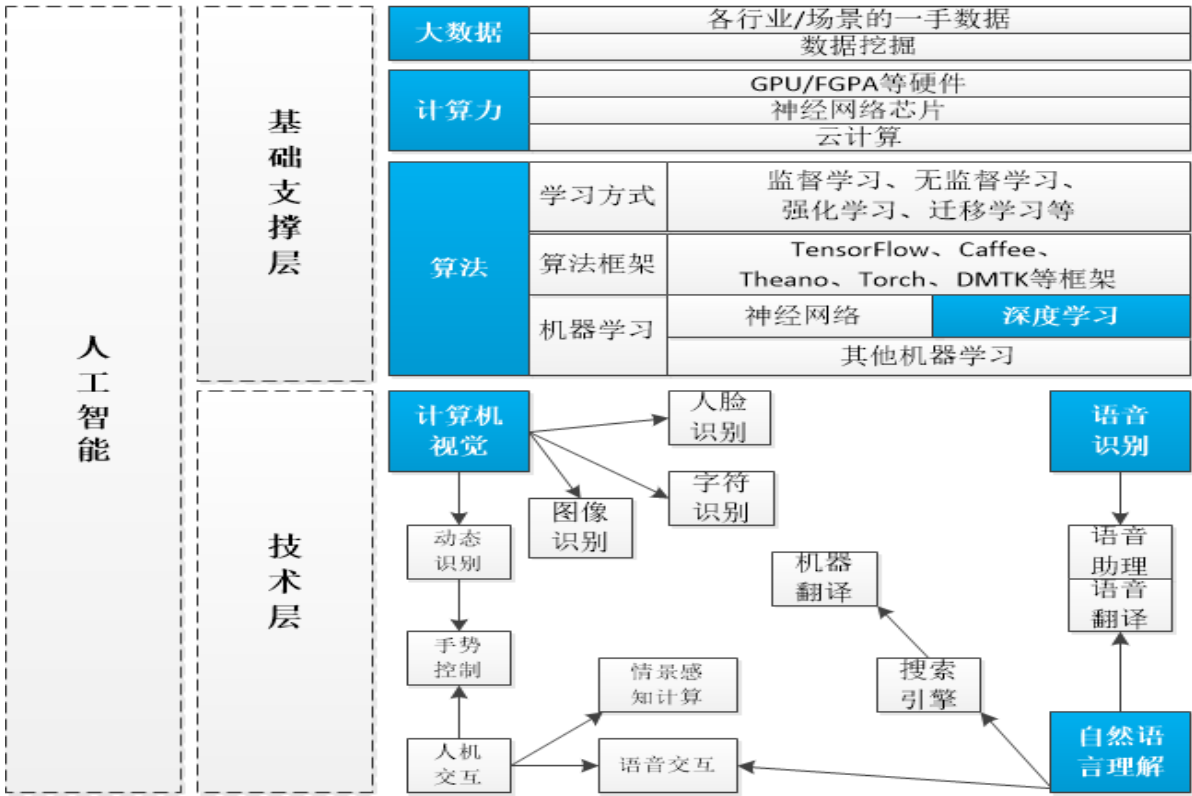 人工智能
基础支撑层
大数据
各行业/场景的一手数据
数据挖掘
计算力
GPU/FGPA等硬件
神经网络芯片
云计算
算法
学习方式
监督学习、无监督学习、
强化学习、迁移学习等
算法框架
TensorFlow、Caffee、
Theano、Torch、DMTK等框架
机器学习
神经网络
深度学习
其他机器学习
技术层
计算机
视觉
人脸
识别
语音
识别
字符
识别
图像
识别
动态
识别
语音
助理
机器
翻译
语音
翻译
手势
控制
情景感
知计算
搜索
引擎
人机
交互
语音交互
自然语
言理解